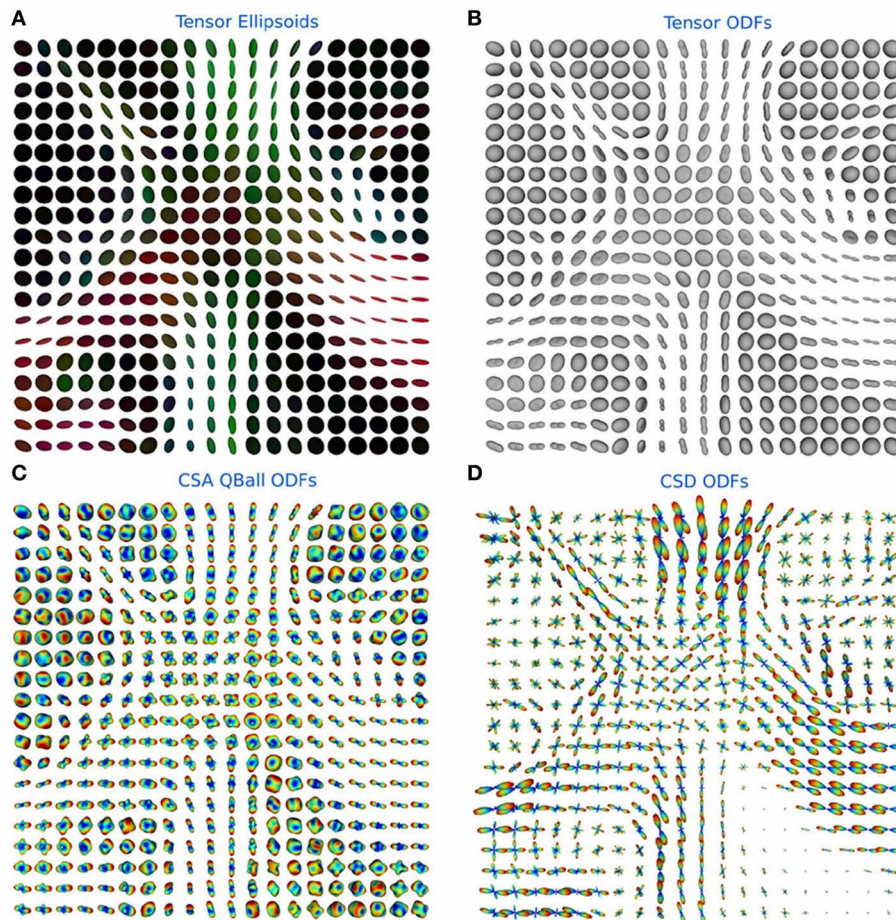 A
Tensor Ellipsoids
B
Tensor ODFs
C
CSA QBall ODFs
D
CSD ODFs